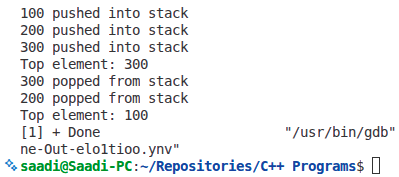 100 pushed into stack
200 pushed into stack
300 pushed into stack
Top element: 300
300 popped from stack
200 popped from stack
Top element: 100
[1] + Done                       "/usr/bin/gdb"
ne-Out-elo1tioo.ynv"
saadi@Saadi-PC:~/Repositories/C++ Programs$